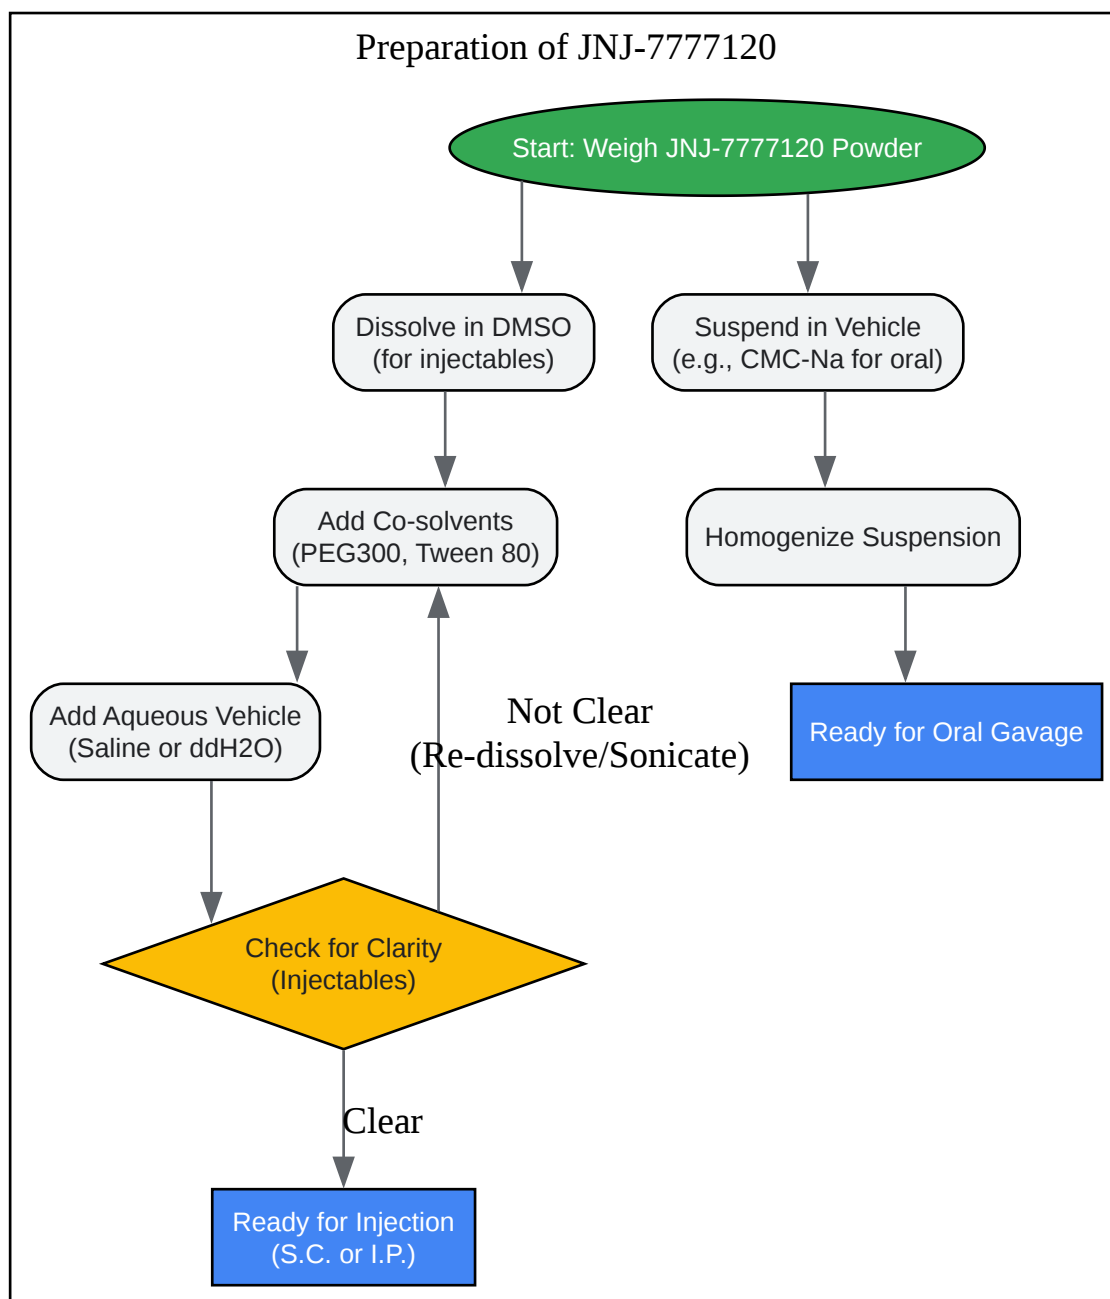 Preparation of JNJ-7777120
Start: Weigh JNJ-7777120 Powder
Dissolve in DMSO
(for injectables)
Suspend in Vehicle
(e.g., CMC-Na for oral)
Add Co-solvents
(PEG300, Tween 80)
Homogenize Suspension
Add Aqueous Vehicle
(Saline or ddH2O)
Not Clear
(Re-dissolve/Sonicate)
Ready for Oral Gavage
Check for Clarity
(Injectables)
Clear
Ready for Injection
(S.C. or I.P.)